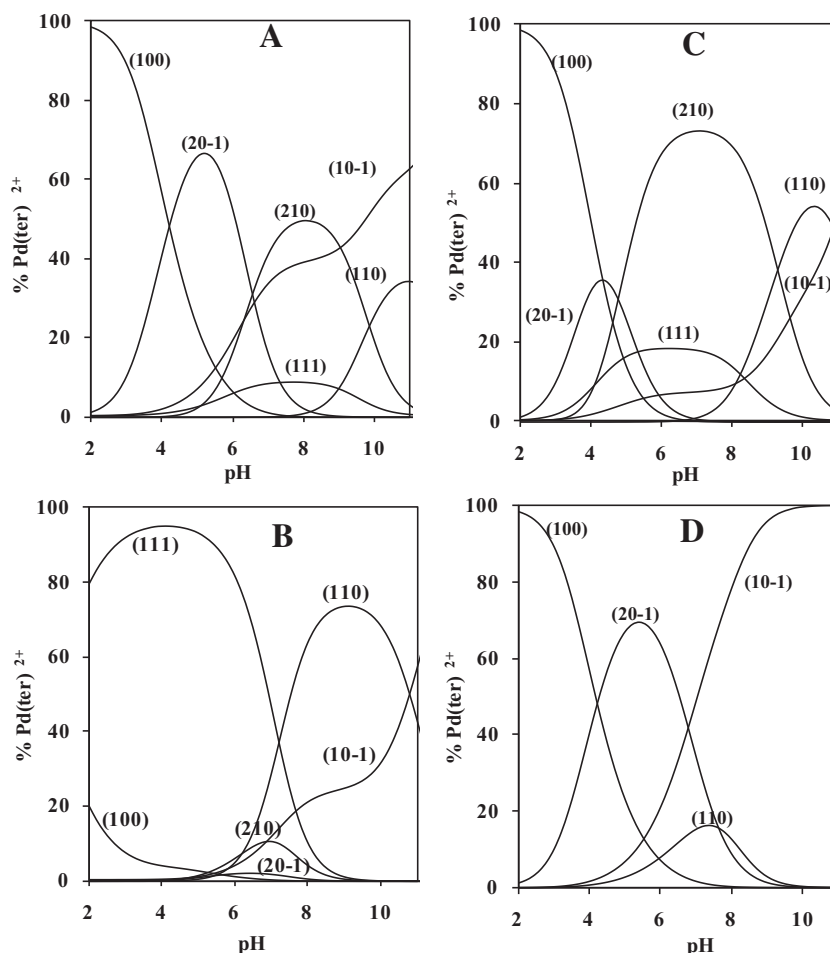 A
% Pd(ter) 2+
100
80
60
40
20
0
(100)
(20-1)
(10-1)
(210)
(110)
(111)
2 4 6 8 10
pH
C
% Pd(ter) 2+
100
80
60
40
20
0
(100)
(210)
(110)
(10-1)
(20-1)
(111)
2 4 6 8 10
pH
B
% Pd(ter) 2+
100
80
60
40
20
0
(111)
(110)
(10-1)
(100)
(210)
(20-1)
2 4 6 8 10
pH
D
% Pd(ter) 2+
100
80
60
40
20
0
(100)
(10-1)
(20-1)
(110)
2 4 6 8 10
pH